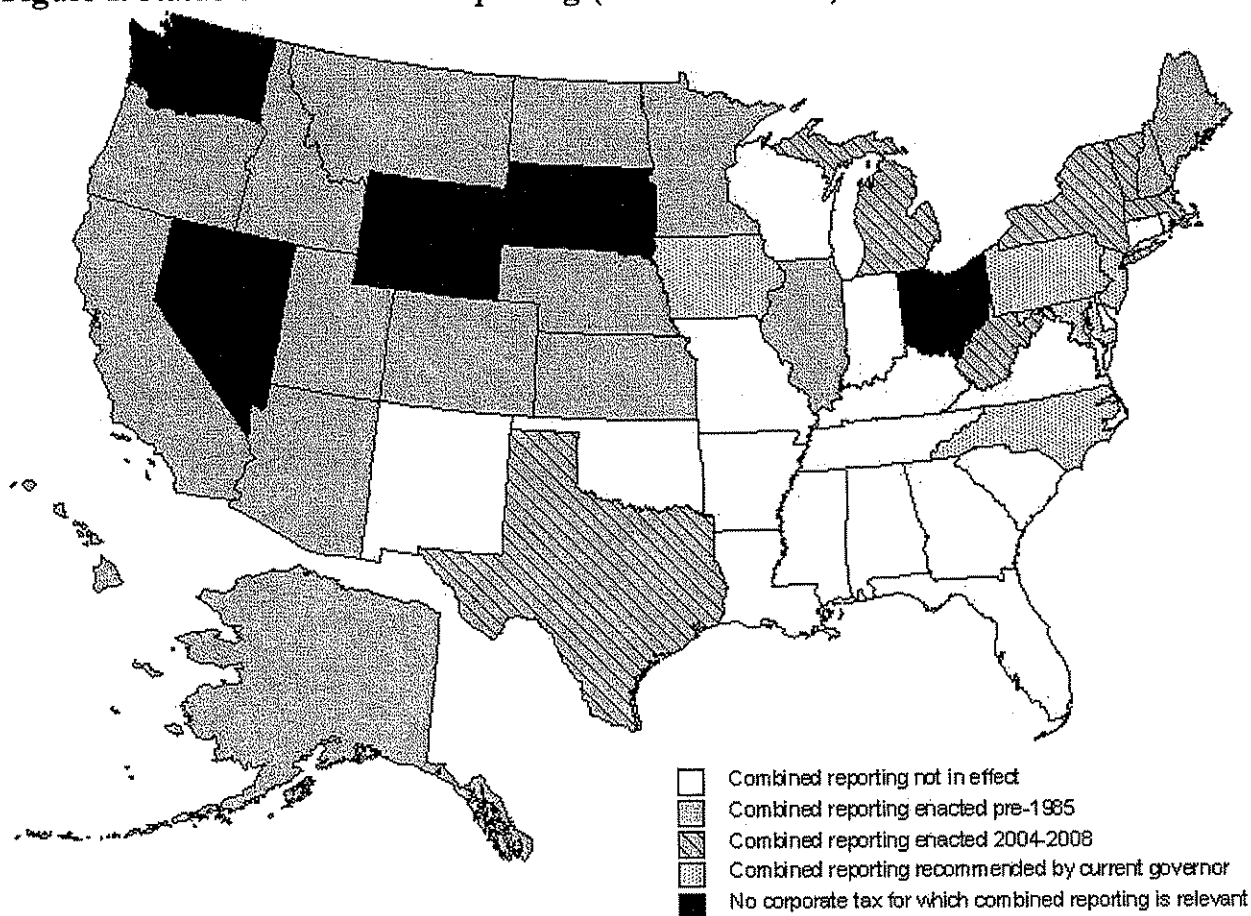 Combined reporting not in effect
Combined reporting enacted pre-1985
Combined reporting enacted 2004-2008
Combined reporting recommended by current governor
No corporate tax for which combined reporting is relevant